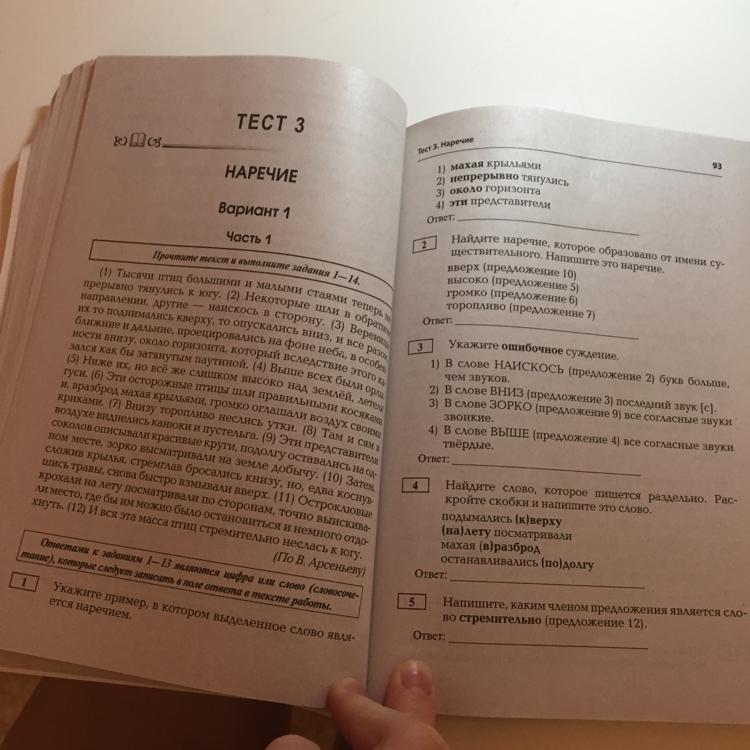 ТЕСТ 3
НАРЕЧИЕ
Вариант 1
Часть 1
Прочтите текст и выполните задания 1—14.
(1) Тысячи птиц большими и малыми стаями теперь
прерывно тянулись к югу. (2) Некоторые шли в обратном
направлении, другие — наискось в сторону. (3) Вереницы
их то поднимались кверху, то опускались вниз, и все разом
ближние и дальние, проецировались на фоне неба, в особен-
ности внизу, около горизонта, который вследствие этого ка-
зался как бы затянутым паутиной. (4) Выше всех были орлы
(5) Ниже их, но всё же слишком высоко над землёй, летели
гуси. (6) Эти осторожные птицы шли правильными косяками
и, вразброд махая крыльями, громко оглашали воздух своими
криками. (7) Внизу торопливо неслись утки. (8) Там и сям в
воздухе виднелись канюки и пустельга. (9) Эти представители
соколов описывали красивые круги, подолгу оставались на од-
ном месте, зорко высматривали на земле добычу. (10) Затем,
сложив крылья, стремглав бросались книзу, но, едва коснув-
шись травы, снова быстро взмывали вверх. (11) Остроклювые
крохали на лету посматривали по сторонам, точно выискива-
ли место, где бы им можно было остановиться и немного отдо-
хнуть. (12) И вся эта масса птиц стремительно неслась к югу.
(По В. Арсеньеву)
Ответами к заданиям 1—13 являются цифра или слово (словосоче-
тание), которые следует записать в поле ответа в тексте работы.
1 Укажите пример, в котором выделенное слово явля-
ется наречием.
Тест 3. Наречие 93
1) махая крыльями
2) непрерывно тянулись
3) около горизонта
4) эти представители
Ответ:
2 Найдите наречие, которое образовано от имени су-
ществительного. Напишите это наречие.
вверх (предложение 10)
высоко (предложение 5)
громко (предложение 6)
торопливо (предложение 7)
Ответ:
3 Укажите ошибочное суждение.
1) В слове НАИСКОСЬ (предложение 2) букв больше,
чем звуков.
2) В слове ВНИЗ (предложение 3) последний звук [с].
3) В слове ЗОРКО (предложение 9) все согласные звуки
звонкие.
4) В слове ВЫШЕ (предложение 4) все согласные звуки
твёрдые.
Ответ:
4 Найдите слово, которое пишется раздельно. Рас-
кройте скобки и напишите это слово.
подымались (к)верху
(на)лету посматривали
махая (в)разброд
останавливались (по)долгу
Ответ:
5 Напишите, каким членом предложения является сло-
во стремительно (предложение 12).
Ответ: